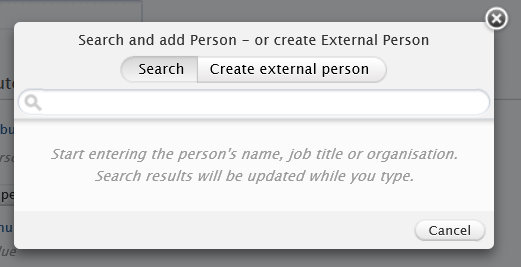 Search and add Person – or create External Person
Search
Create external person
Start entering the person's name, job title or organisation.
Search results will be updated while you type.
Cancel